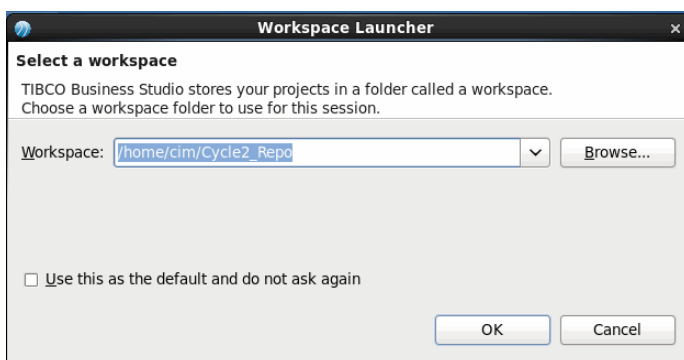 Workspace Launcher
Select a workspace
TIBCO Business Studio stores your projects in a folder called a workspace.
Choose a workspace folder to use for this session.
Workspace: /home/cim/Cycle2_Repo Browse...
Use this as the default and do not ask again
OK Cancel